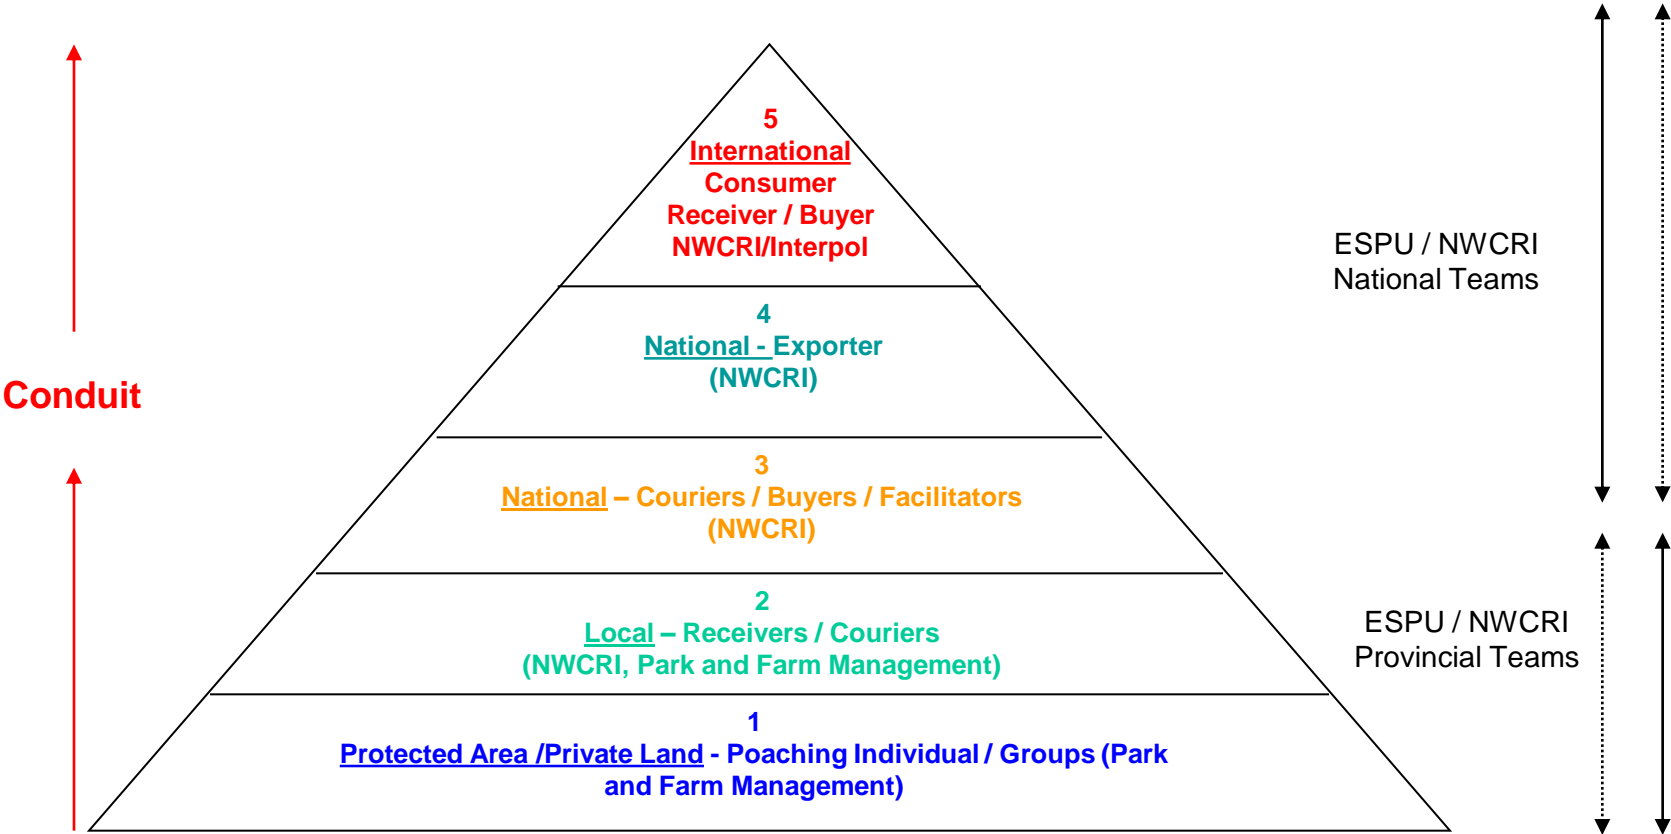 5
International
Consumer
Receiver / Buyer
NWCRI/Interpol
ESPU / NWCRI
National Teams
4
National - Exporter
(NWCRI)
Conduit
3
National – Couriers / Buyers / Facilitators
(NWCRI)
2
Local – Receivers / Couriers
(NWCRI, Park and Farm Management)
ESPU / NWCRI
Provincial Teams
1
Protected Area /Private Land - Poaching Individual / Groups (Park
and Farm Management)